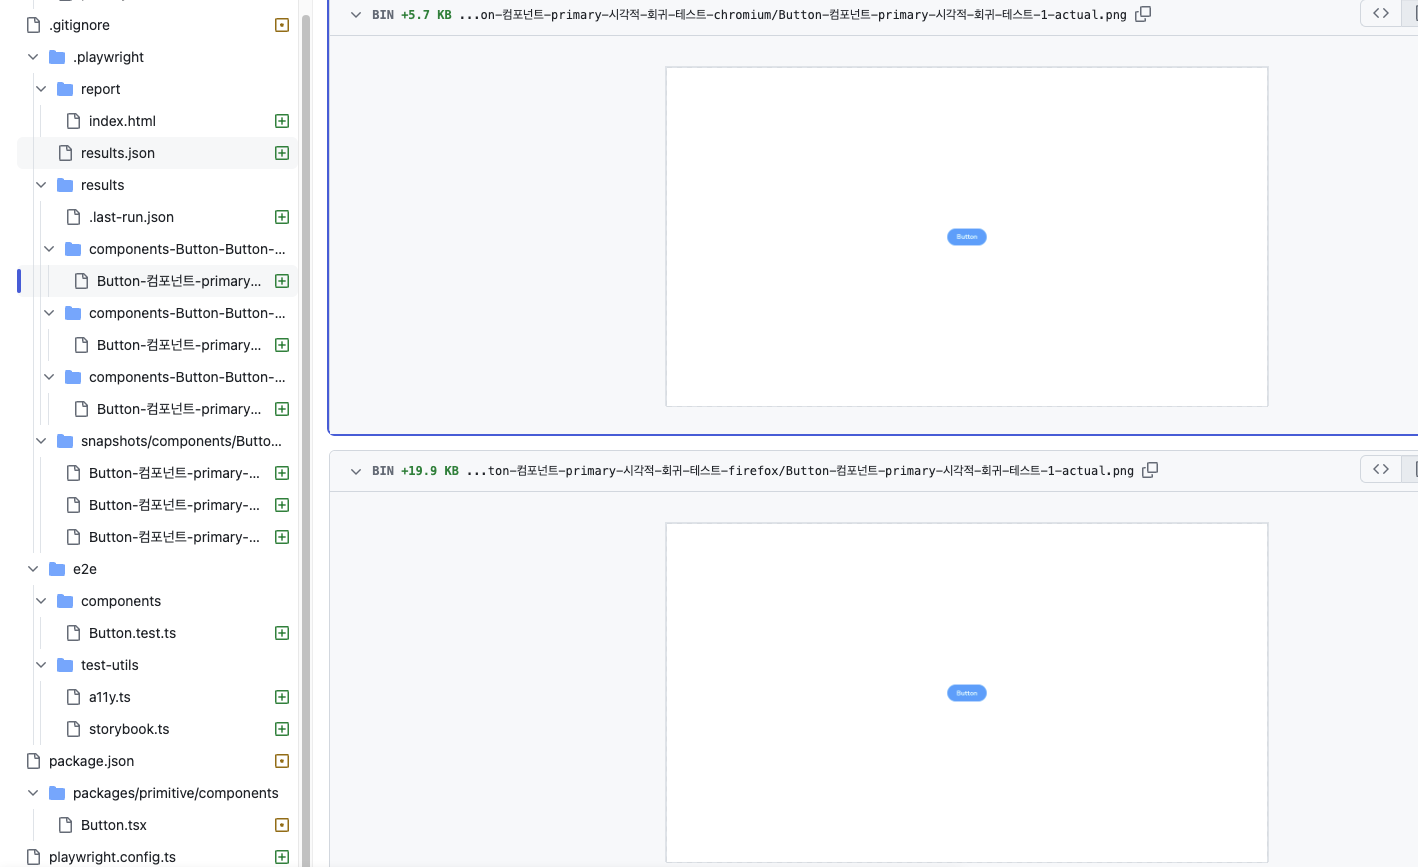 .gitignore
.playwright
report
index.html
results.json
results
.last-run.json
components-Button-Button-...
Button-컴포넌트-primary...
components-Button-Button-...
Button-컴포넌트-primary...
components-Button-Button-...
Button-컴포넌트-primary...
snapshots/components/Butto...
Button-컴포넌트-primary-...
Button-컴포넌트-primary-...
Button-컴포넌트-primary-...
e2e
components
Button.test.ts
test-utils
a11y.ts
storybook.ts
package.json
packages/primitive/components
Button.tsx
playwright.config.ts
BIN +5.7 KB ...on-컴포넌트-primary-시각적-회귀-테스트-chromium/Button-컴포넌트-primary-시각적-회귀-테스트-1-actual.png
Button
BIN +19.9 KB ...ton-컴포넌트-primary-시각적-회귀-테스트-firefox/Button-컴포넌트-primary-시각적-회귀-테스트-1-actual.png
Button